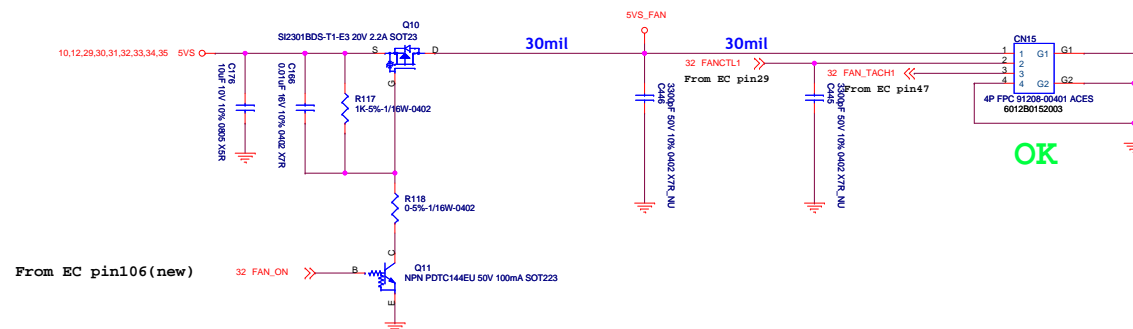 5VS_FAN
Q10
SI2301BDS-T1-E3 20V 2.2A SOT23
10,12,29,30,31,32,33,34,35 5VS
S
D
G
30mil
30mil
CN15
1
2
3
4
1
2
3
4
G1
G2
G1
G2
32 FANCTL1
From EC pin29
32 FAN_TACH1
From EC pin47
4P FPC 91208-00401 ACES
6012B0152003
OK
C176
10uF 10V 10% 0805 X5R
C166
0.01uF 16V 10% 0402 X7R
R117
1K-5%-1/16W-0402
C446
3300pF 50V 10% 0402 X7R_NU
C445
3300pF 50V 10% 0402 X7R_NU
R118
0-5%-1/16W-0402
From EC pin106(new)
32 FAN_ON
B
C
E
Q11
NPN PDTC144EU 50V 100mA SOT223